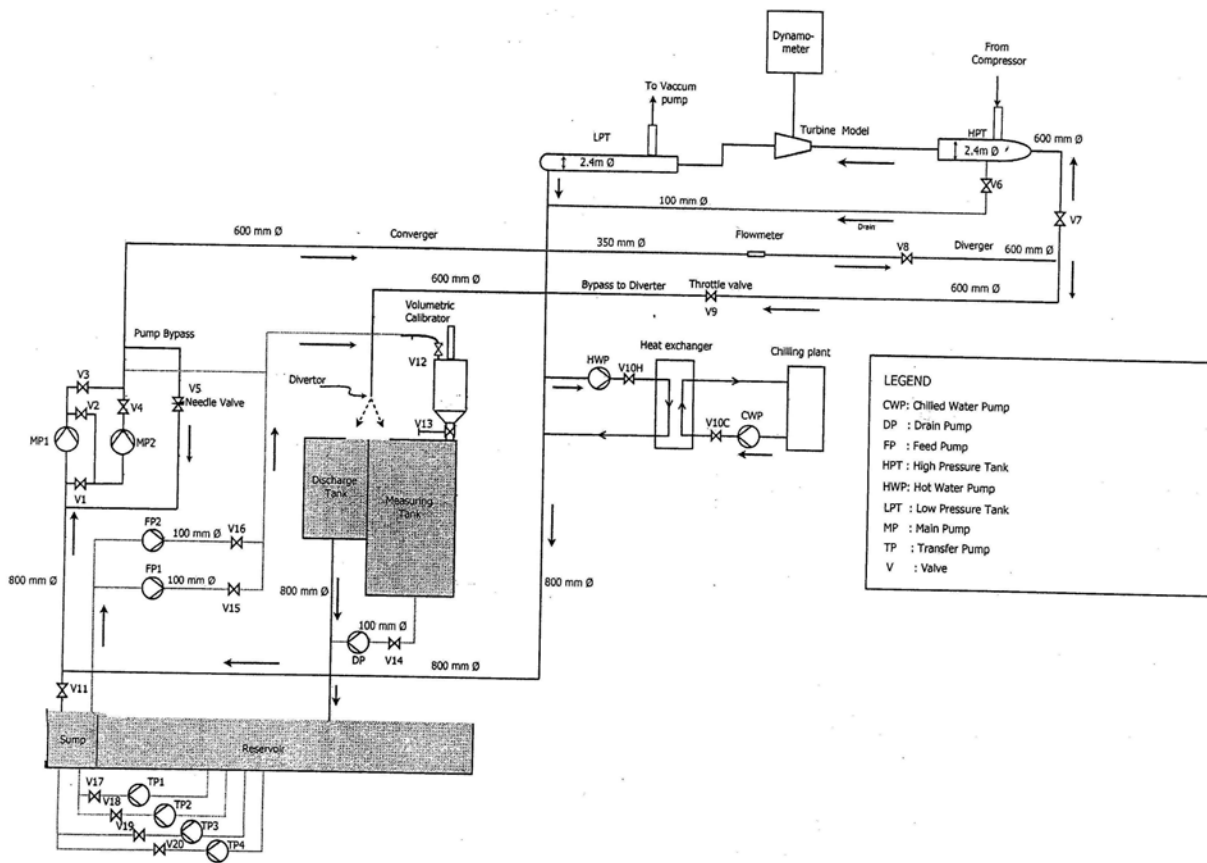 Dynamo-
meter
From
Compressor
To Vaccum
pump
LPT
Turbine Model
HPT
600 mm Ø
2.4m Ø
2.4m Ø
V6
100 mm Ø
Drain
V7
600 mm Ø
Converger
350 mm Ø
Flowmeter
V8
Diverger
600 mm Ø
600 mm Ø
Bypass to Diverter
Throttle valve
600 mm Ø
V9
Volumetric
Calibrator
Pump Bypass
V12
Heat exchanger
Chilling plant
HWP
V10H
V3
V5
Needle Valve
Divertor
V2
V4
MP1
MP2
V13
V10C
CWP
V1
Discharge
Tank
Measuring
Tank
LEGEND
CWP: Chilled Water Pump
DP : Drain Pump
FP : Feed Pump
HPT : High Pressure Tank
HWP: Hot Water Pump
LPT : Low Pressure Tank
MP : Main Pump
TP : Transfer Pump
V : Valve
FP2
100 mm Ø
V16
FP1
100 mm Ø
V15
800 mm Ø
800 mm Ø
800 mm Ø
100 mm Ø
DP
V14
800 mm Ø
V11
Sump
Reservoir
V17
TP1
V18
TP2
V19
TP3
V20
TP4